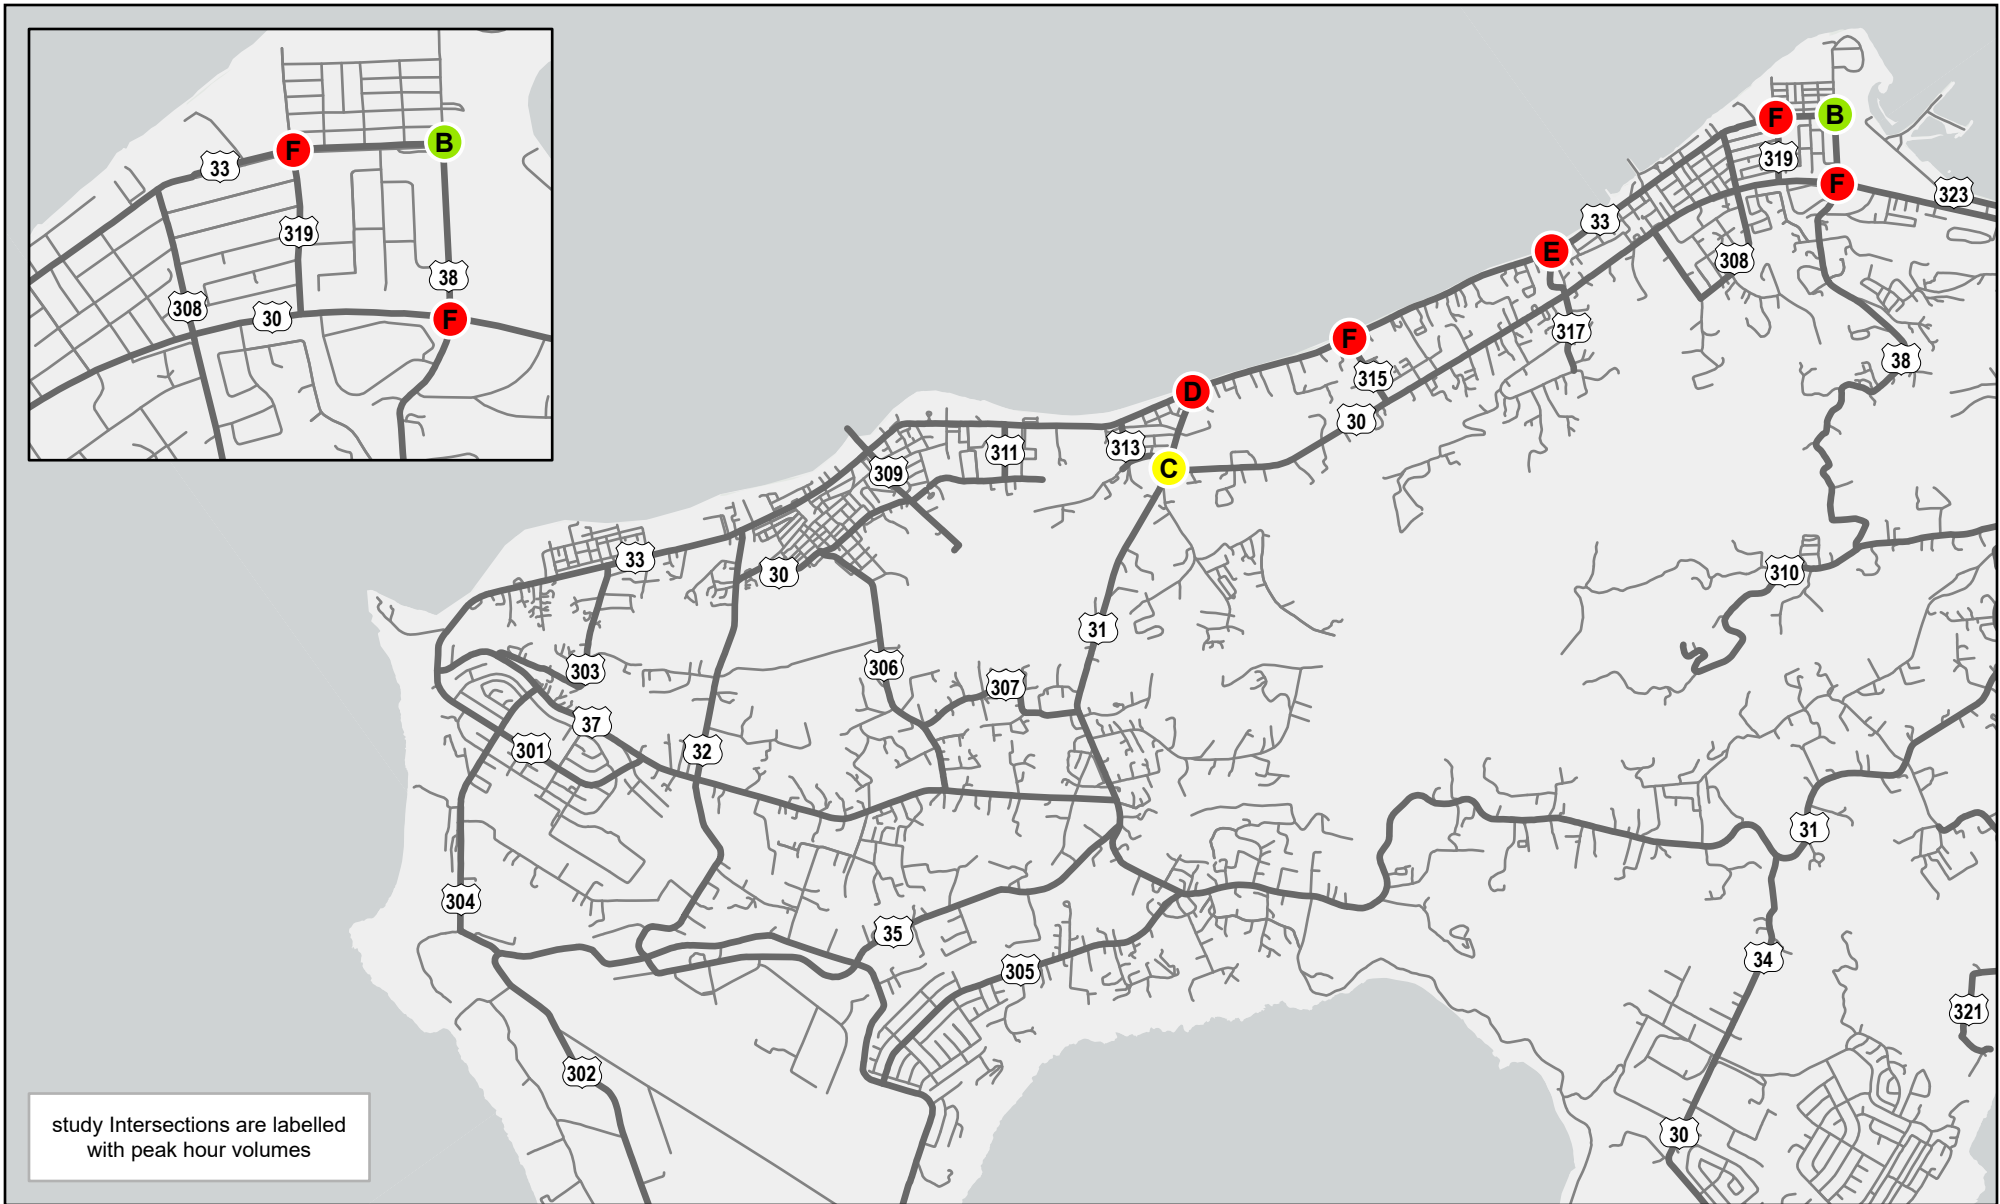 F
B
33
319
38
308
30
F
F
B
319
F
323
33
E
308
317
F
38
315
D
30
313
311
C
309
33
30
310
31
306
303
307
37
301
32
31
304
35
34
305
321
302
30
study Intersections are labelled
with peak hour volumes